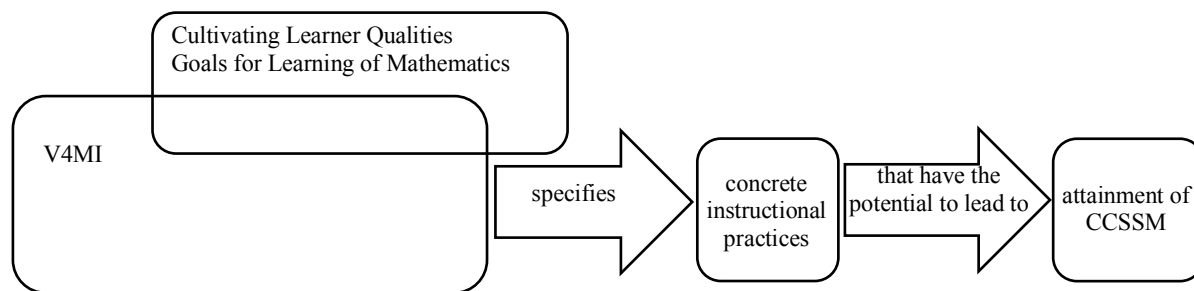 Cultivating Learner Qualities
Goals for Learning of Mathematics
V4MI
specifies
concrete
instructional
practices
that have the
potential to lead to
attainment of
CCSSM